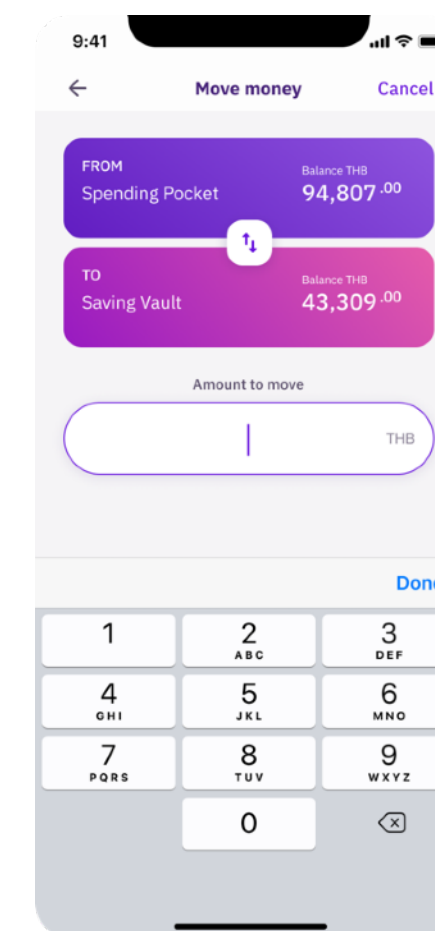 9:41
Move money Cancel
FROM
Spending Pocket
Balance THB
94,807.00
TO
Saving Vault
Balance THB
43,309.00
Amount to move
THB
Done
1 2 3
ABC DEF
4 5 6
GHI JKL MNO
7 8 9
PQRS TUV WXYZ
0